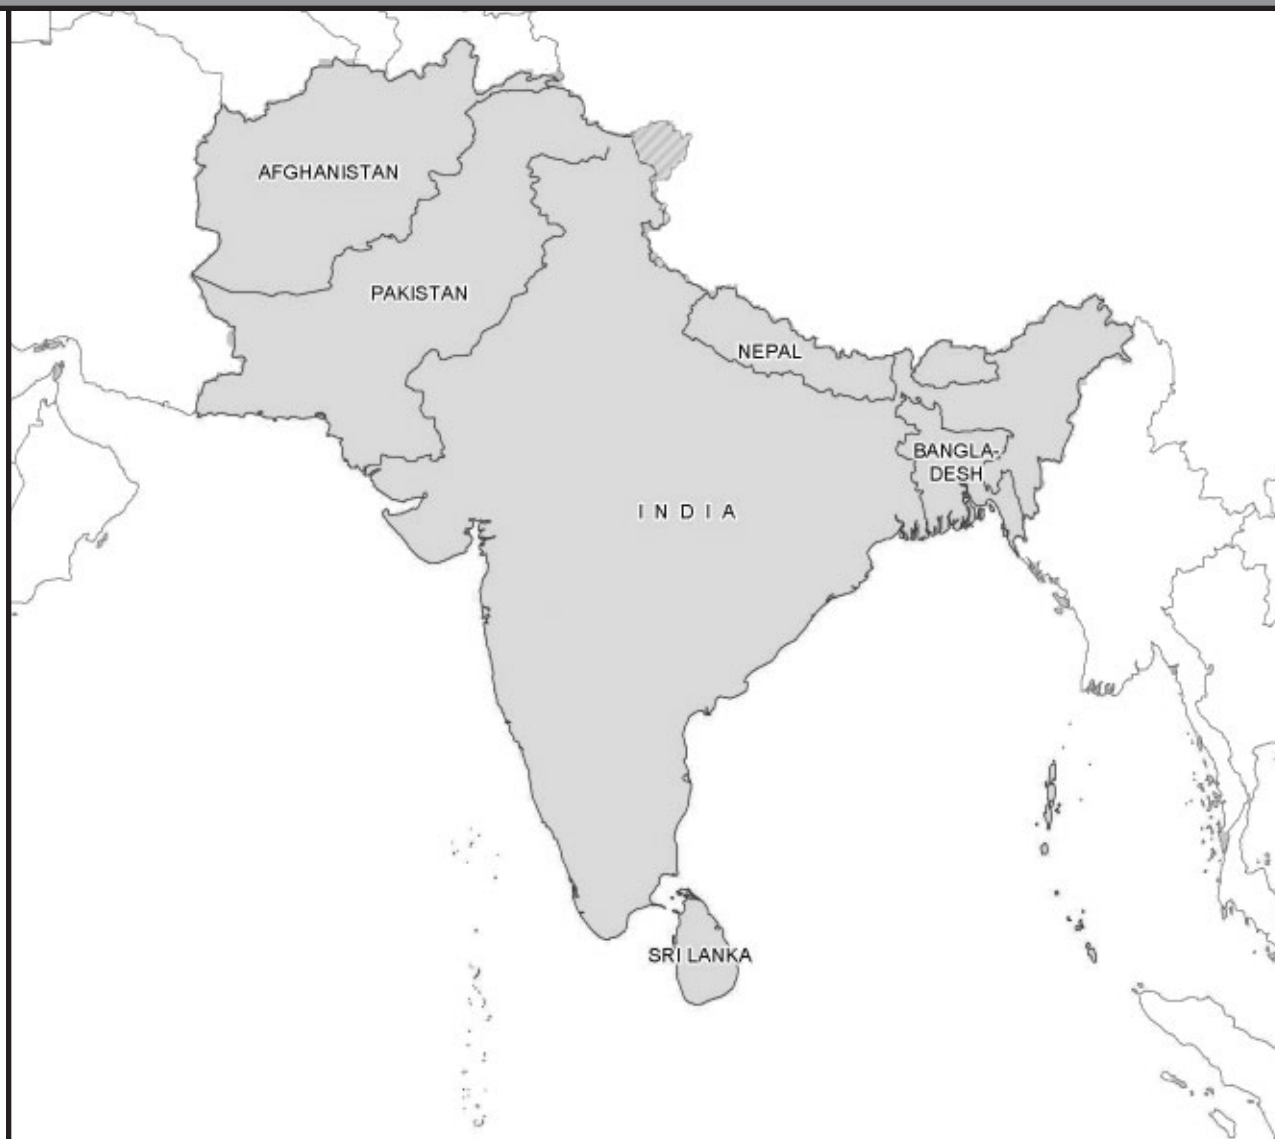 AFGHANISTAN
PAKISTAN
NEPAL
BANGLA-
DESH
I N D I A
SRI LANKA